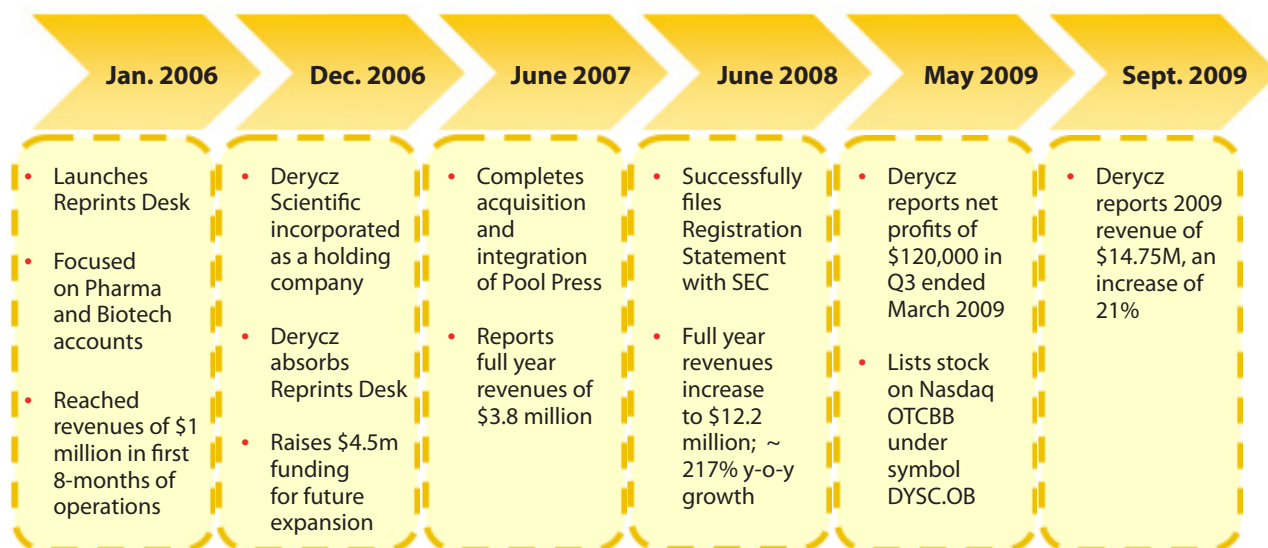 Jan. 2006
Dec. 2006
June 2007
June 2008
May 2009
Sept. 2009
• Launches
Reprints Desk
• Focused
on Pharma
and Biotech
accounts
• Reached
revenues of $1
million in first
8-months of
operations
• Derycz
Scientific
incorporated
as a holding
company
• Derycz
absorbs
Reprints Desk
• Raises $4.5m
funding
for future
expansion
• Completes
acquisition
and
integration
of Pool Press
• Reports
full year
revenues of
$3.8 million
• Successfully
files
Registration
Statement
with SEC
• Full year
revenues
increase
to $12.2
million; ~
217% y-o-y
growth
• Derycz
reports net
profits of
$120,000 in
Q3 ended
March 2009
• Lists stock
on Nasdaq
OTCBB
under
symbol
DYSC.OB
• Derycz
reports 2009
revenue of
$14.75M, an
increase of
21%